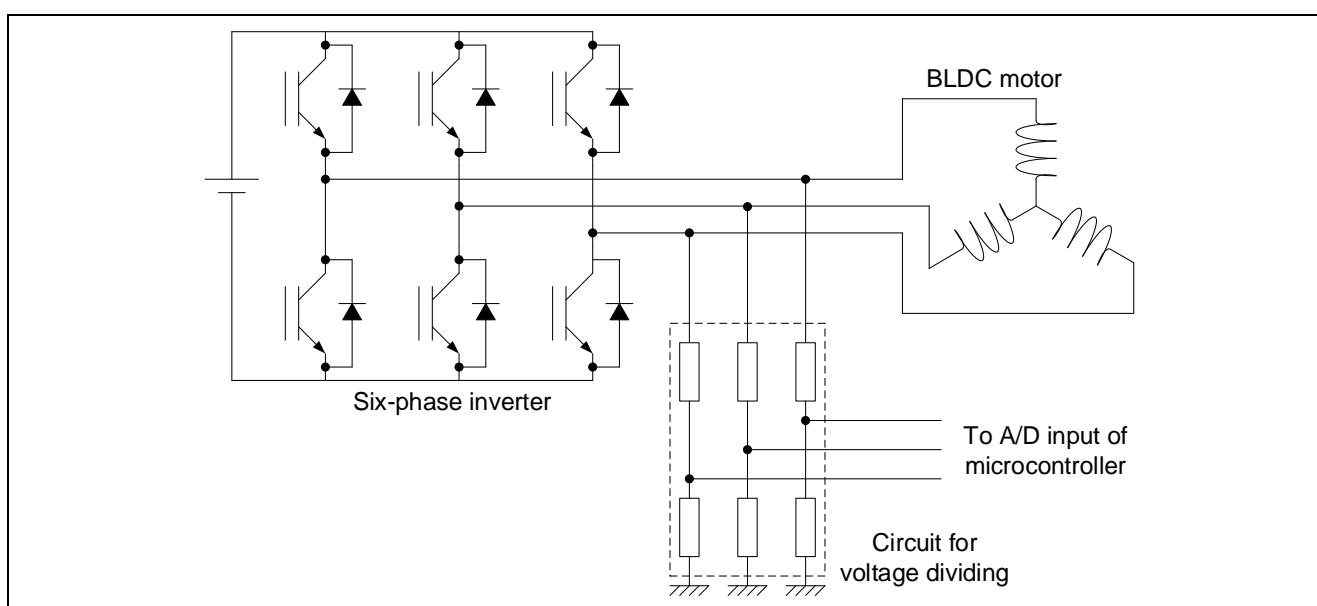 BLDC motor
Six-phase inverter
To A/D input of
microcontroller
Circuit for
voltage dividing